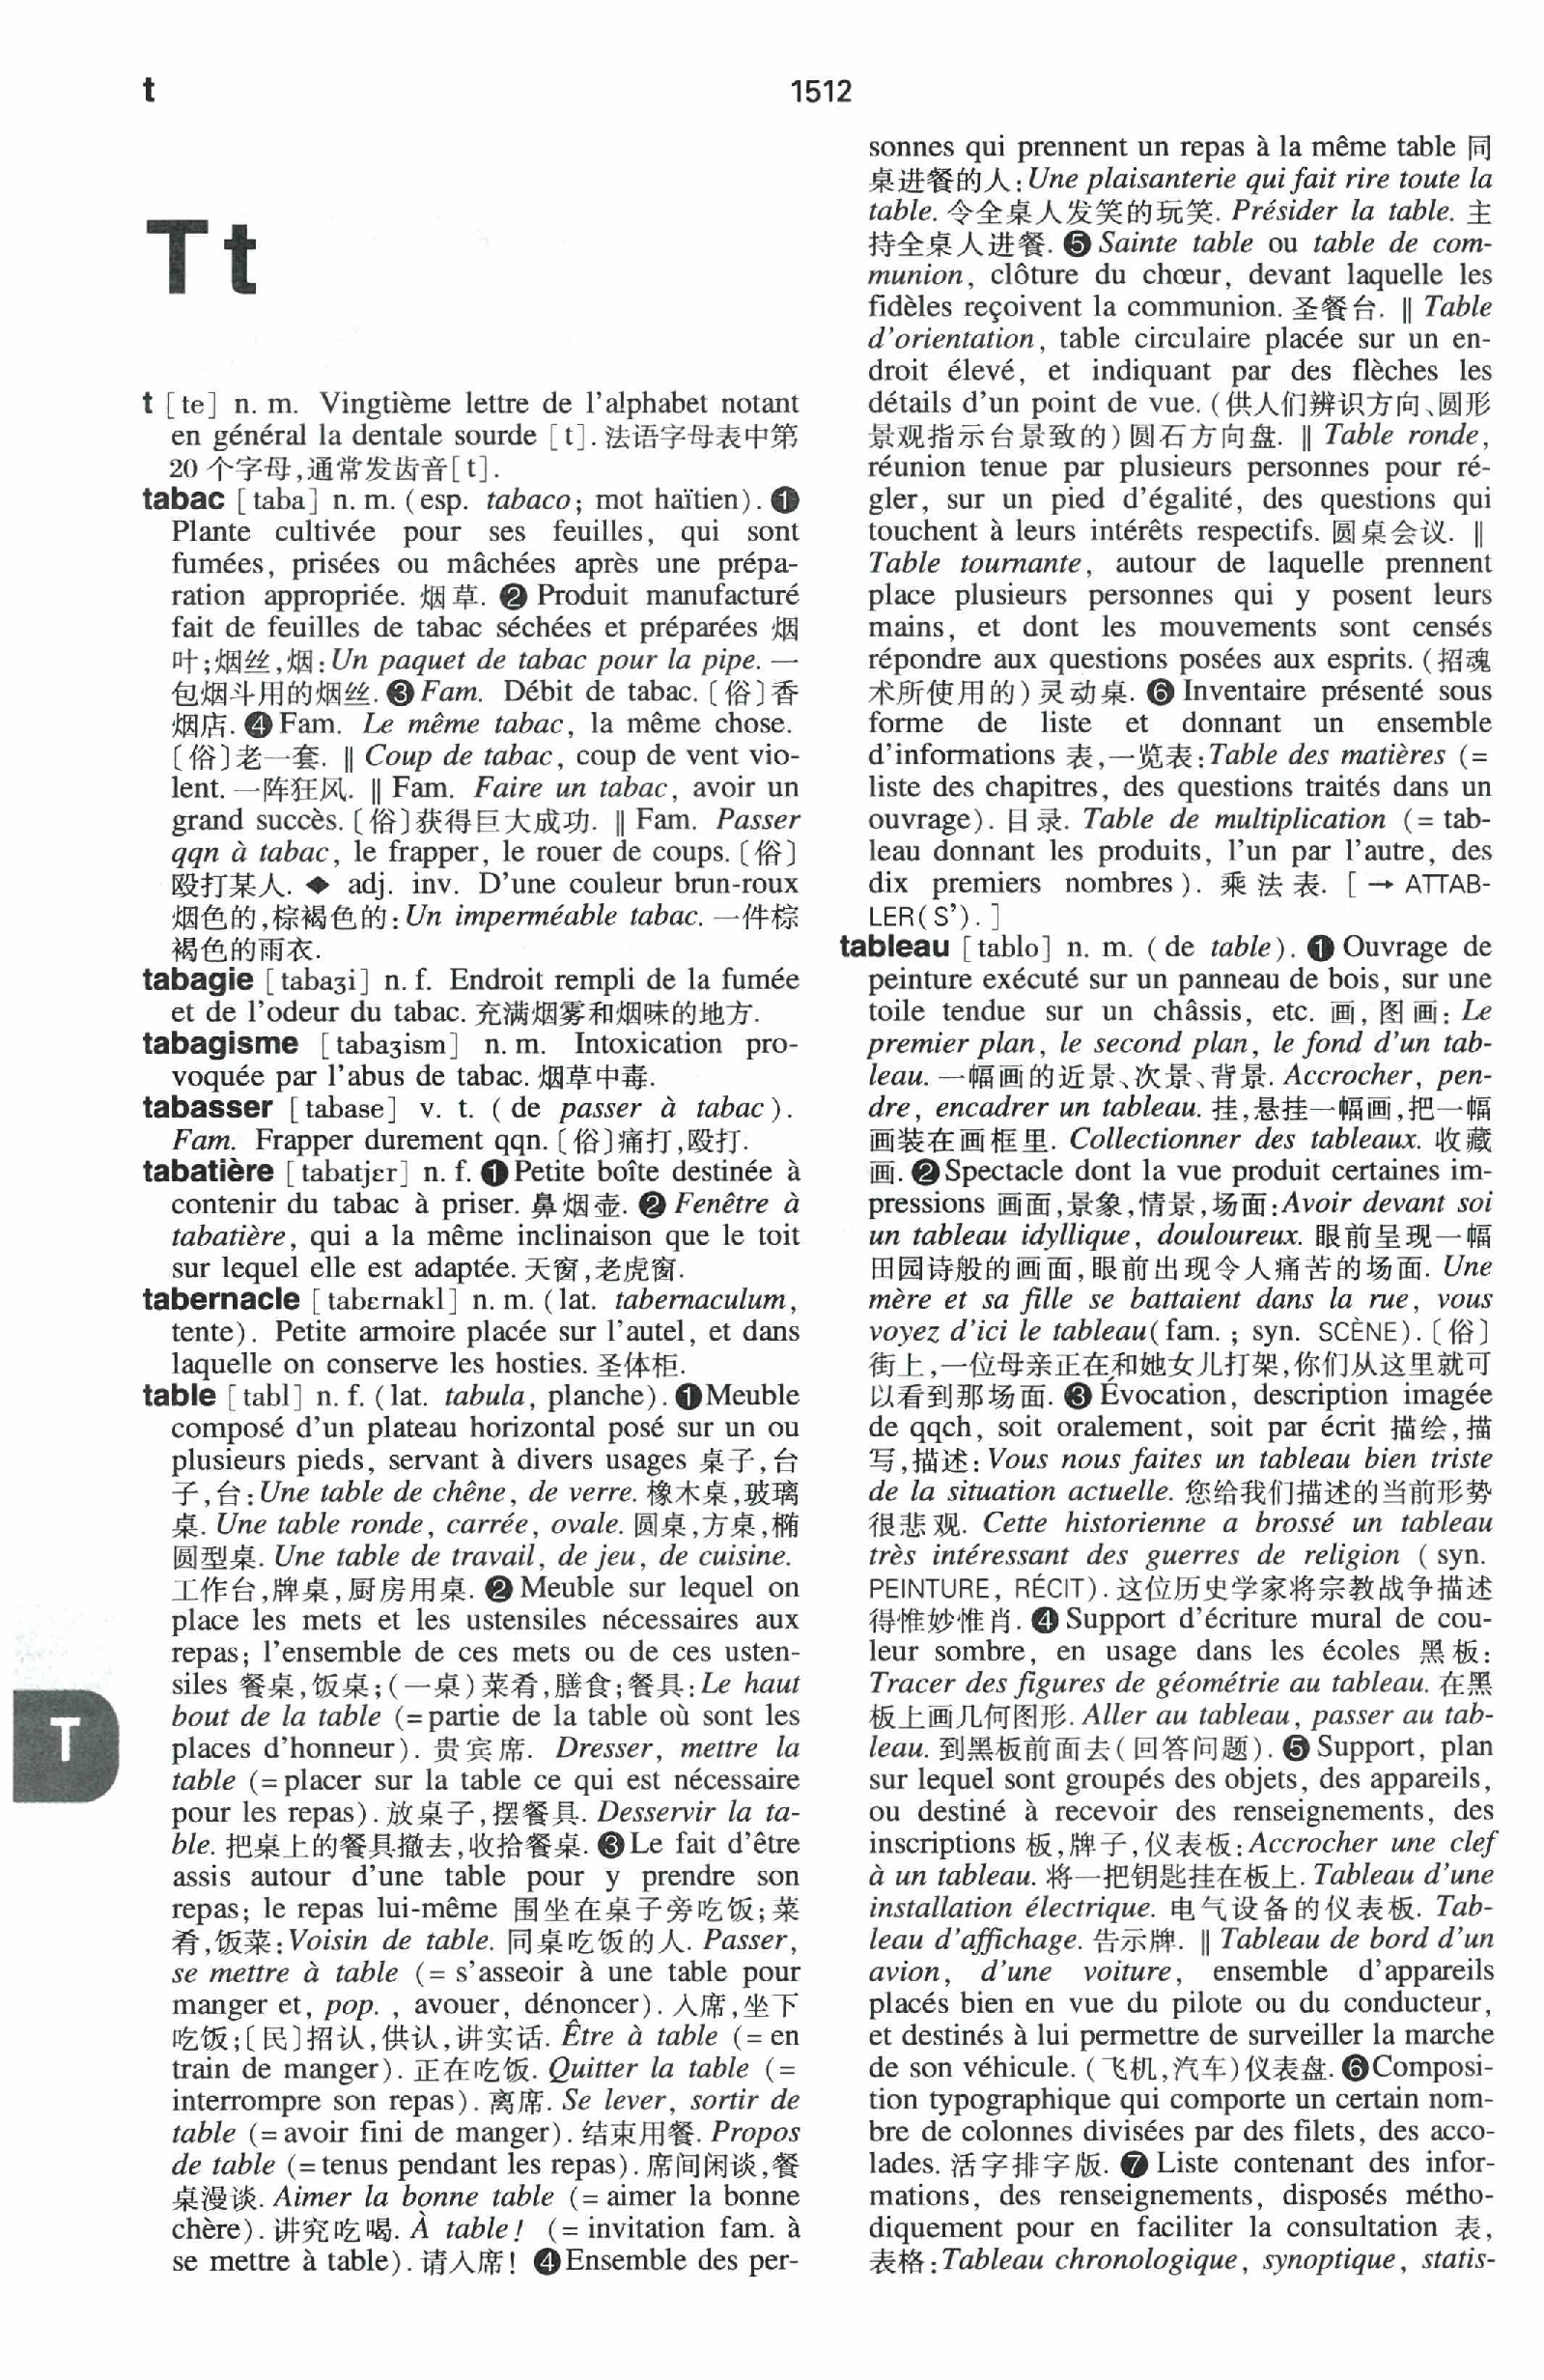 t
1512
Tt
t [te] n. m. Vingtième lettre de l'alphabet notant
en général la dentale sourde [t]. 法语字母表中第
20 个字母,通常发齿音[t].
tabac [taba] n. m. (esp. tabaco; mot haïtien). ❶
Plante cultivée pour ses feuilles, qui sont
fumées, prisées ou mâchées après une prépa-
ration appropriée. 烟草. ❷ Produit manufacturé
fait de feuilles de tabac séchées et préparées 烟
叶;烟丝,烟: Un paquet de tabac pour la pipe. 一
包烟斗用的烟丝. ❸ Fam. Débit de tabac. 〔俗〕香
烟店. ❹ Fam. Le même tabac, la même chose.
〔俗〕老一套. ‖ Coup de tabac, coup de vent vio-
lent. 一阵狂风. ‖ Fam. Faire un tabac, avoir un
grand succès. 〔俗〕获得巨大成功. ‖ Fam. Passer
qqn à tabac, le frapper, le rouer de coups. 〔俗〕
殴打某人. ◆ adj. inv. D'une couleur brun-roux
烟色的,棕褐色的: Un imperméable tabac. 一件棕
褐色的雨衣.
tabagie [tabaʒi] n. f. Endroit rempli de la fumée
et de l'odeur du tabac. 充满烟雾和烟味的地方.
tabagisme [tabaʒism] n. m. Intoxication pro-
voquée par l'abus de tabac. 烟草中毒.
tabasser [tabase] v. t. (de passer à tabac).
Fam. Frapper durement qqn. 〔俗〕痛打,殴打.
tabatière [tabatjɛr] n. f. ❶ Petite boîte destinée à
contenir du tabac à priser. 鼻烟壶. ❷ Fenêtre à
tabatière, qui a la même inclinaison que le toit
sur lequel elle est adaptée. 天窗,老虎窗.
tabernacle [tabɛrnakl] n. m. (lat. tabernaculum,
tente). Petite armoire placée sur l'autel, et dans
laquelle on conserve les hosties. 圣体柜.
table [tabl] n. f. (lat. tabula, planche). ❶ Meuble
composé d'un plateau horizontal posé sur un ou
plusieurs pieds, servant à divers usages 桌子,台
子,台: Une table de chêne, de verre. 橡木桌,玻璃
桌. Une table ronde, carrée, ovale. 圆桌,方桌,椭
圆型桌. Une table de travail, de jeu, de cuisine.
工作台,牌桌,厨房用桌. ❷ Meuble sur lequel on
place les mets et les ustensiles nécessaires aux
repas; l'ensemble de ces mets ou de ces usten-
siles 餐桌,饭桌;(一桌)菜肴,膳食;餐具: Le haut
bout de la table (= partie de la table où sont les
places d'honneur). 贵宾席. Dresser, mettre la
table (= placer sur la table ce qui est nécessaire
pour les repas). 放桌子,摆餐具. Desservir la ta-
ble. 把桌上的餐具撤去,收拾餐桌. ❸ Le fait d'être
assis autour d'une table pour y prendre son
repas; le repas lui-même 围坐在桌子旁吃饭;菜
肴,饭菜: Voisin de table. 同桌吃饭的人. Passer,
se mettre à table (= s'asseoir à une table pour
manger et, pop. , avouer, dénoncer). 入席,坐下
吃饭;〔民〕招认,供认,讲实话. Être à table (= en
train de manger). 正在吃饭. Quitter la table (=
interrompre son repas). 离席. Se lever, sortir de
table (= avoir fini de manger). 结束用餐. Propos
de table (= tenus pendant les repas). 席间闲谈,餐
桌漫谈. Aimer la bonne table (= aimer la bonne
chère). 讲究吃喝. À table! (= invitation fam. à
se mettre à table). 请入席! ❹ Ensemble des per-
T
sonnes qui prennent un repas à la même table 同
桌进餐的人: Une plaisanterie qui fait rire toute la
table. 令全桌人发笑的玩笑. Présider la table. 主
持全桌人进餐. ❺ Sainte table ou table de com-
munion, clôture du chœur, devant laquelle les
fidèles reçoivent la communion. 圣餐台. ‖ Table
d'orientation, table circulaire placée sur un en-
droit élevé, et indiquant par des flèches les
détails d'un point de vue. (供人们辨识方向、圆形
景观指示台景致的)圆石方向盘. ‖ Table ronde,
réunion tenue par plusieurs personnes pour ré-
gler, sur un pied d'égalité, des questions qui
touchent à leurs intérêts respectifs. 圆桌会议. ‖
Table tournante, autour de laquelle prennent
place plusieurs personnes qui y posent leurs
mains, et dont les mouvements sont censés
répondre aux questions posées aux esprits. (招魂
术所使用的)灵动桌. ❻ Inventaire présenté sous
forme de liste et donnant un ensemble
d'informations 表,一览表: Table des matières (=
liste des chapitres, des questions traités dans un
ouvrage). 目录. Table de multiplication (= tab-
leau donnant les produits, l'un par l'autre, des
dix premiers nombres). 乘法表. [→ ATTAB-
LER(S'). ]
tableau [tablo] n. m. (de table). ❶ Ouvrage de
peinture exécuté sur un panneau de bois, sur une
toile tendue sur un châssis, etc. 画, 图画: Le
premier plan, le second plan, le fond d'un tab-
leau. 一幅画的近景、次景、背景. Accrocher, pen-
dre, encadrer un tableau. 挂,悬挂一幅画,把一幅
画装在画框里. Collectionner des tableaux. 收藏
画. ❷ Spectacle dont la vue produit certaines im-
pressions 画面,景象,情景,场面: Avoir devant soi
un tableau idyllique, douloureux. 眼前呈现一幅
田园诗般的画面,眼前出现令人痛苦的场面. Une
mère et sa fille se battaient dans la rue, vous
voyez d'ici le tableau(fam. ; syn. SCÈNE). 〔俗〕
街上,一位母亲正在和她女儿打架,你们从这里就可
以看到那场面. ❸ Évocation, description imagée
de qqch, soit oralement, soit par écrit 描绘,描
写,描述: Vous nous faites un tableau bien triste
de la situation actuelle. 您给我们描述的当前形势
很悲观. Cette historienne a brossé un tableau
très intéressant des guerres de religion (syn.
PEINTURE, RÉCIT). 这位历史学家将宗教战争描述
得惟妙惟肖. ❹ Support d'écriture mural de cou-
leur sombre, en usage dans les écoles 黑板:
Tracer des figures de géométrie au tableau. 在黑
板上画几何图形. Aller au tableau, passer au tab-
leau. 到黑板前面去(回答问题). ❺ Support, plan
sur lequel sont groupés des objets, des appareils,
ou destiné à recevoir des renseignements, des
inscriptions 板,牌子,仪表板: Accrocher une clef
à un tableau. 将一把钥匙挂在板上. Tableau d'une
installation électrique. 电气设备的仪表板. Tab-
leau d'affichage. 告示牌. ‖ Tableau de bord d'un
avion, d'une voiture, ensemble d'appareils
placés bien en vue du pilote ou du conducteur,
et destinés à lui permettre de surveiller la marche
de son véhicule. (飞机,汽车)仪表盘. ❻ Composi-
tion typographique qui comporte un certain nom-
bre de colonnes divisées par des filets, des acco-
lades. 活字排字版. ❼ Liste contenant des infor-
mations, des renseignements, disposés métho-
diquement pour en faciliter la consultation 表,
表格: Tableau chronologique, synoptique, statis-